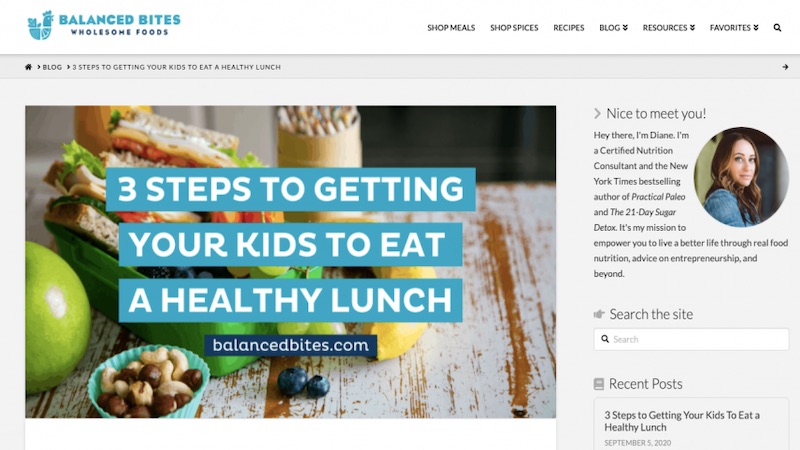 BALANCED BITES
WHOLESOME FOODS
SHOP MEALS SHOP SPICES RECIPES BLOG RESOURCES FAVORITES
BLOG 3 STEPS TO GETTING YOUR KIDS TO EAT A HEALTHY LUNCH
3 STEPS TO GETTING
YOUR KIDS TO EAT
A HEALTHY LUNCH
balancedbites.com
Nice to meet you!
Hey there, I'm Diane. I'm
a Certified Nutrition
Consultant and the New
York Times bestselling
author of Practical Paleo
and The 21-Day Sugar
Detox. It's my mission to
empower you to live a better life through real food
nutrition, advice on entrepreneurship, and
beyond.
Search the site
Search
Recent Posts
3 Steps to Getting Your Kids To Eat a
Healthy Lunch
SEPTEMBER 5, 2020